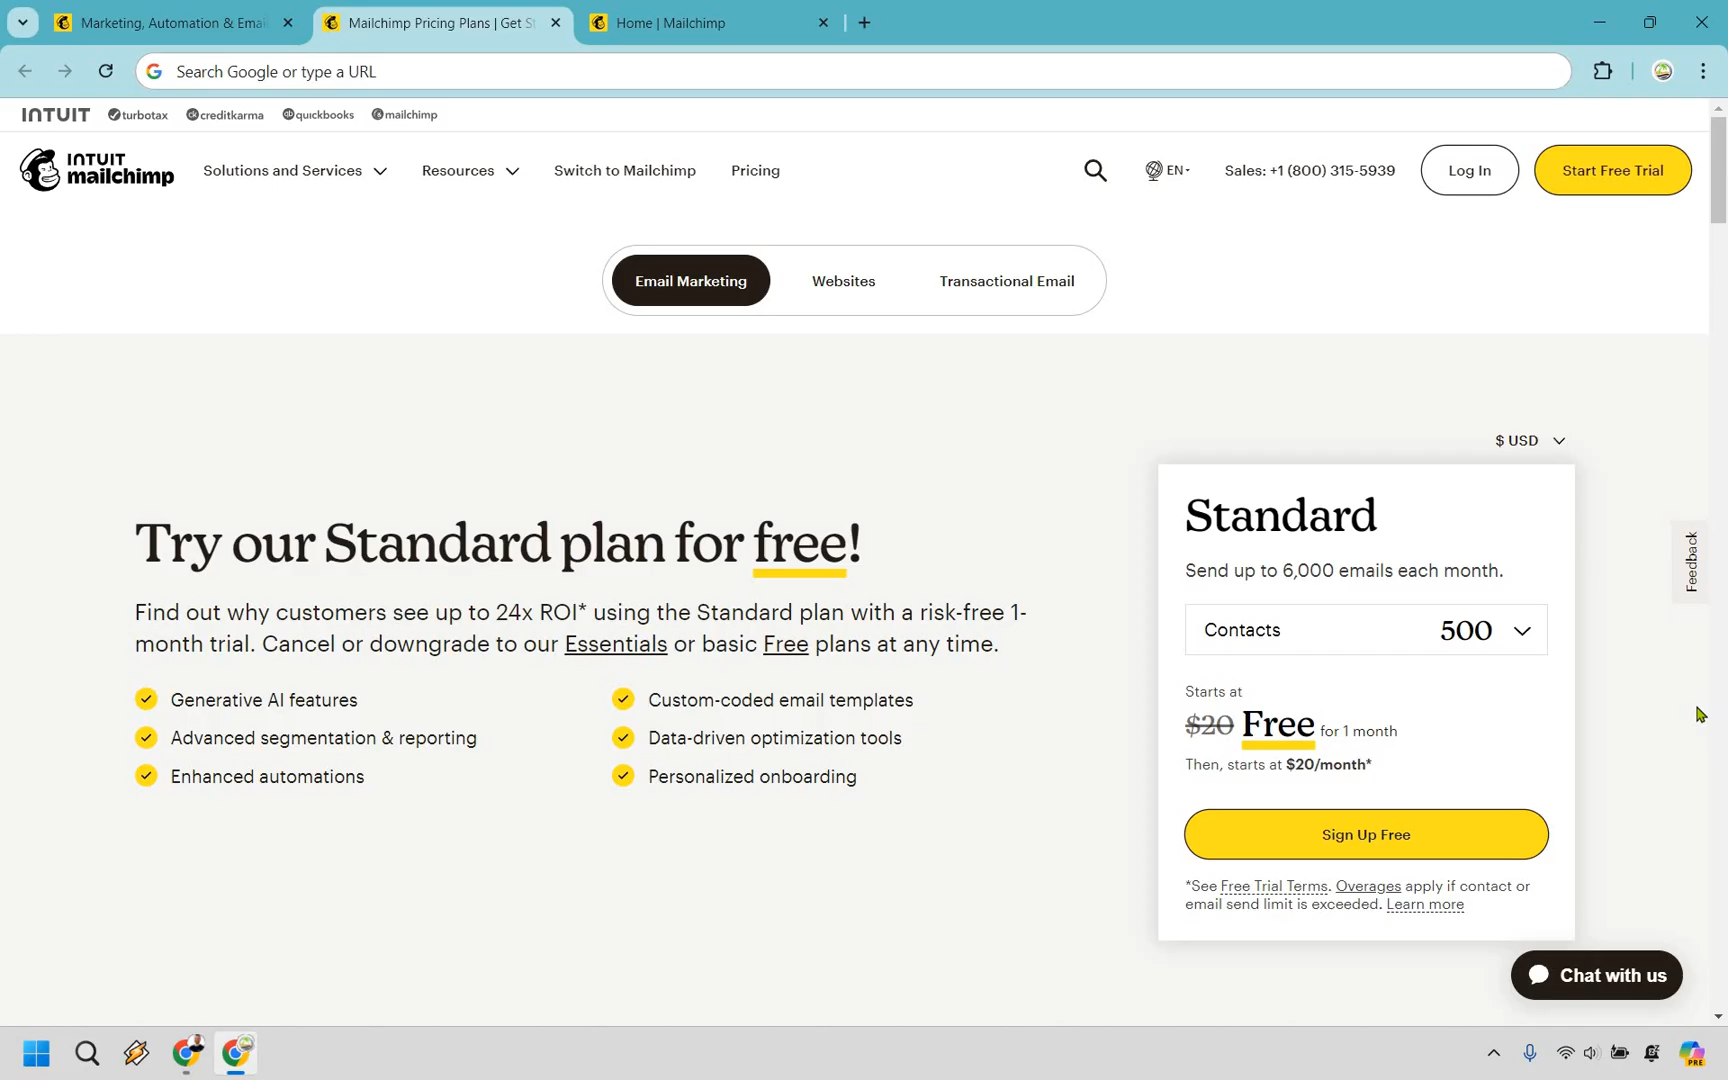 Marketing, Automation & Emai
Mailchimp Pricing Plans | Get St
Home | Mailchimp
Search Google or type a URL
INTUIT turbotax creditkarma quickbooks mailchimp
INTUIT mailchimp
Solutions and Services
Resources
Switch to Mailchimp
Pricing
EN
Sales: +1 (800) 315-5939
Log In
Start Free Trial
Email Marketing
Websites
Transactional Email
$ USD
Try our Standard plan for free!
Find out why customers see up to 24x ROI* using the Standard plan with a risk-free 1-
month trial. Cancel or downgrade to our Essentials or basic Free plans at any time.
Generative AI features
Custom-coded email templates
Advanced segmentation & reporting
Data-driven optimization tools
Enhanced automations
Personalized onboarding
Standard
Send up to 6,000 emails each month.
Contacts 500
Starts at
$20 Free for 1 month
Then, starts at $20/month*
Sign Up Free
*See Free Trial Terms. Overages apply if contact or
email send limit is exceeded. Learn more
Feedback
Chat with us
PRE